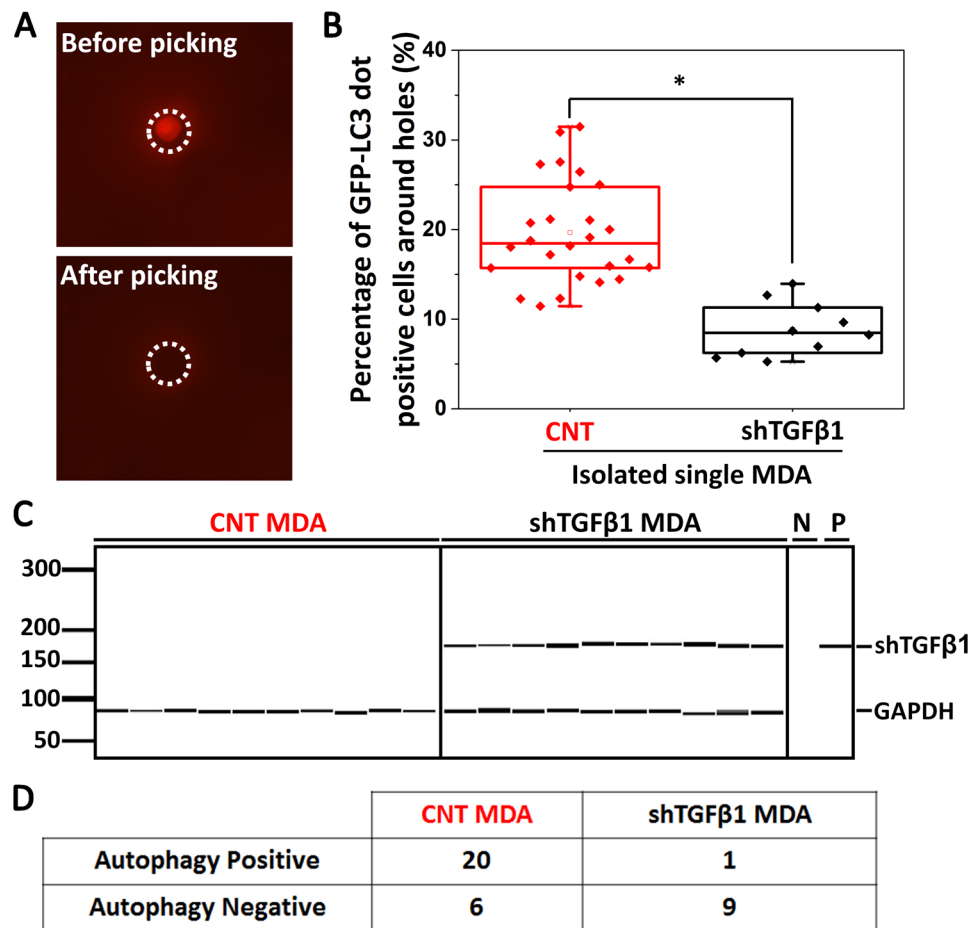 A
Before picking
After picking
B
Percentage of GFP-LC3 dot
positive cells around holes (%)
40
30
20
10
0
*
CNT
shTGFβ1
Isolated single MDA
C
CNT MDA
shTGFβ1 MDA
N
P
300
200
150
100
50
shTGFβ1
GAPDH
D
CNT MDA
shTGFβ1 MDA
Autophagy Positive
20
1
Autophagy Negative
6
9